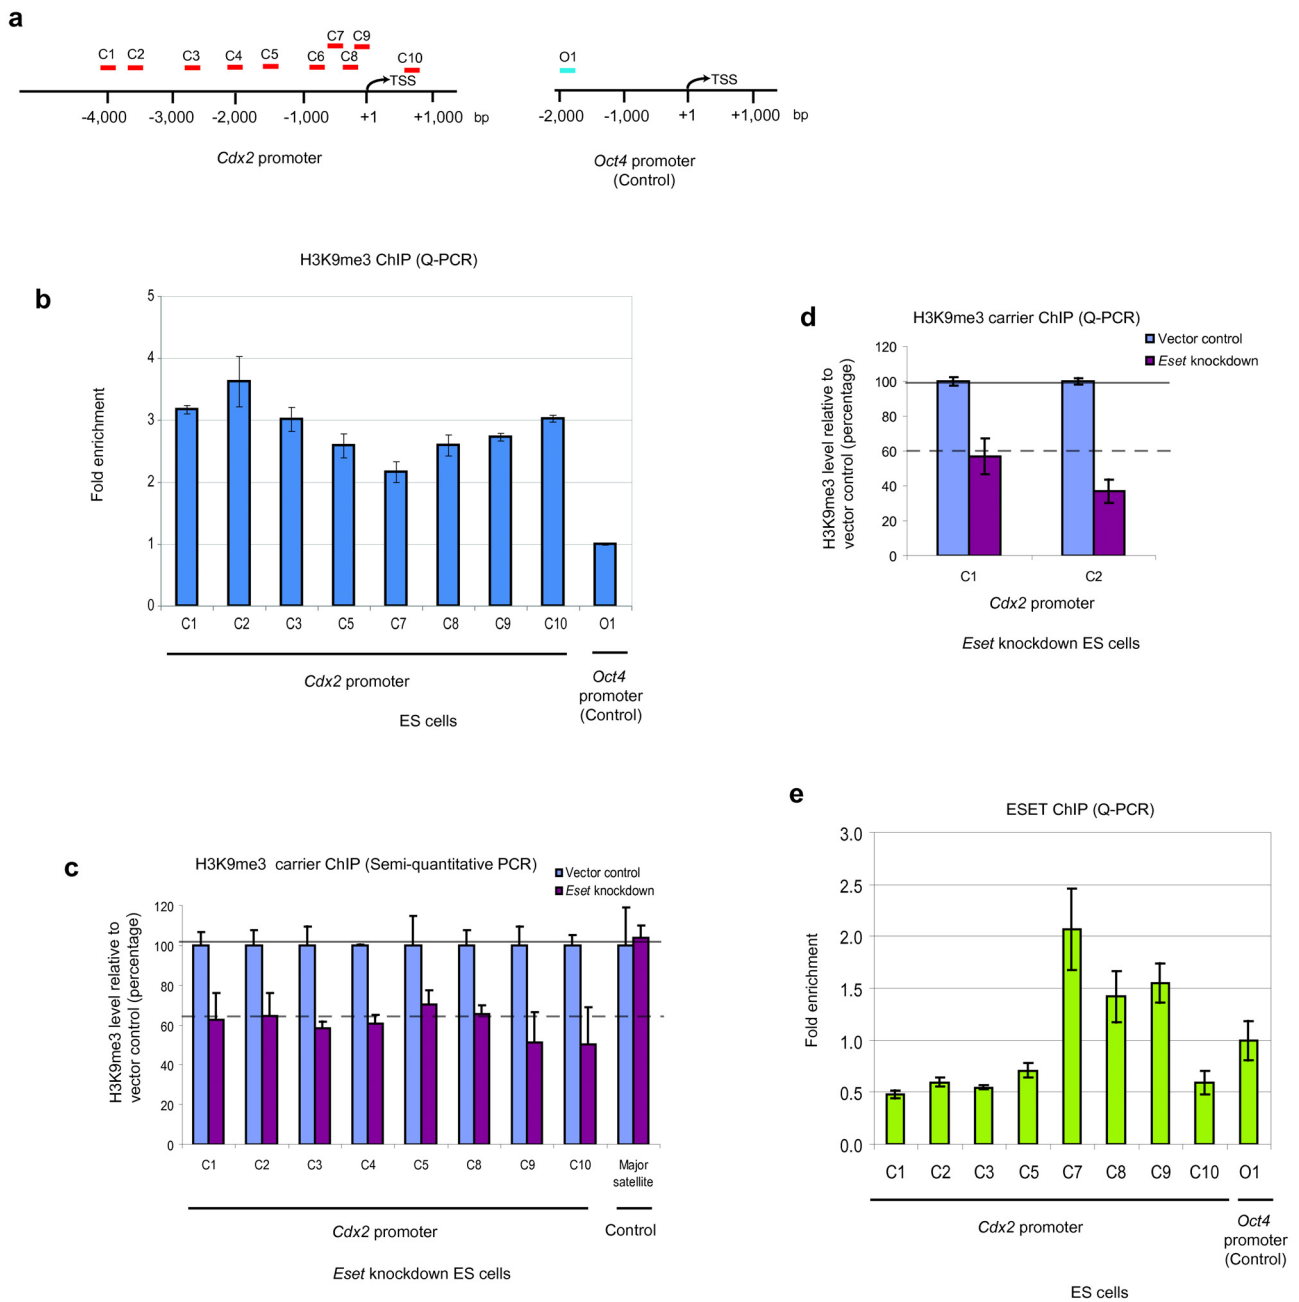 a
C7 C9
C1 C2 C3 C4 C5 C6 C8 C10
TSS
-4,000 -3,000 -2,000 -1,000 +1 +1,000 bp
Cdx2 promoter
O1
TSS
-2,000 -1,000 +1 +1,000 bp
Oct4 promoter
(Control)
b
H3K9me3 ChIP (Q-PCR)
Fold enrichment
5
4
3
2
1
0
C1 C2 C3 C5 C7 C8 C9 C10 O1
Cdx2 promoter
Oct4
promoter
(Control)
ES cells
d
H3K9me3 carrier ChIP (Q-PCR)
Vector control
Eset knockdown
H3K9me3 level relative to
vector control (percentage)
120
100
80
60
40
20
0
C1 C2
Cdx2 promoter
Eset knockdown ES cells
c
H3K9me3 carrier ChIP (Semi-quantitative PCR)
Vector control
Eset knockdown
H3K9me3 level relative to
vector control (percentage)
120
100
80
60
40
20
0
C1 C2 C3 C4 C5 C8 C9 C10 Major
satellite
Cdx2 promoter
Control
Eset knockdown ES cells
e
ESET ChIP (Q-PCR)
Fold enrichment
3.0
2.5
2.0
1.5
1.0
0.5
0.0
C1 C2 C3 C5 C7 C8 C9 C10 O1
Cdx2 promoter
Oct4
promoter
(Control)
ES cells